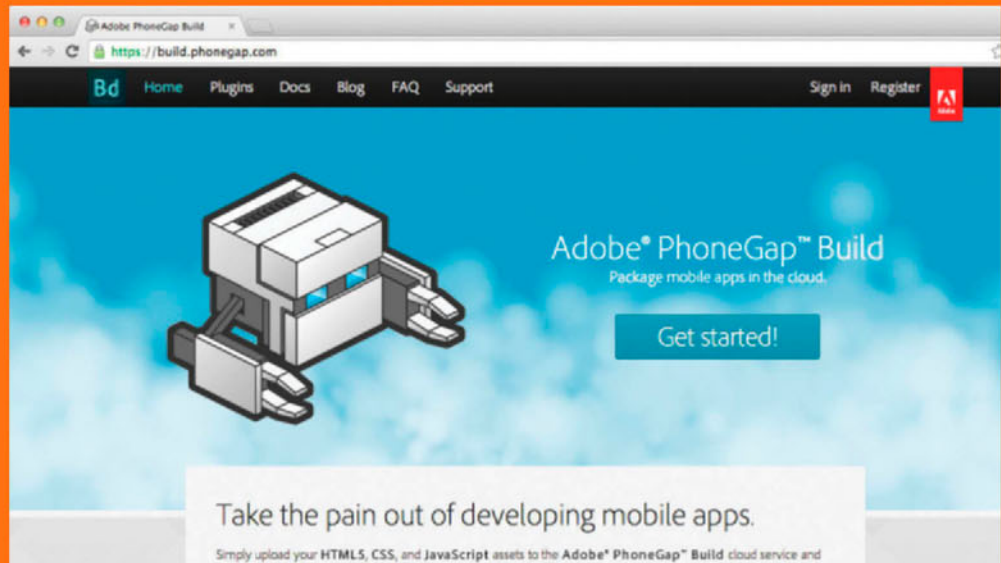 Adobe PhoneGap Build
https://build.phonegap.com
Bd Home Plugins Docs Blog FAQ Support Sign in Register
Adobe
Adobe® PhoneGap™ Build
Package mobile apps in the cloud.
Get started!
Take the pain out of developing mobile apps.
Simply upload your HTML5, CSS, and JavaScript assets to the Adobe® PhoneGap™ Build cloud service and